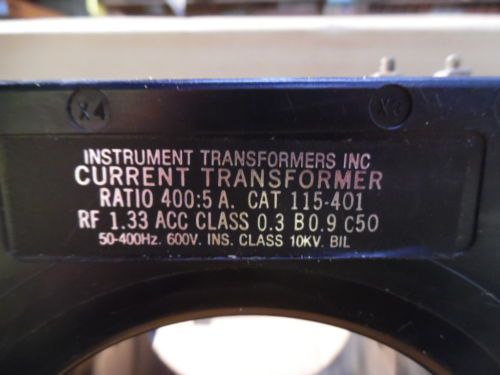 X4
INSTRUMENT TRANSFORMERS INC
CURRENT TRANSFORMER
RATIO 400:5 A. CAT 115-401
RF 1.33 ACC CLASS 0.3 B0.9 C50
50-400Hz. 600V. INS. CLASS 10KV. BIL